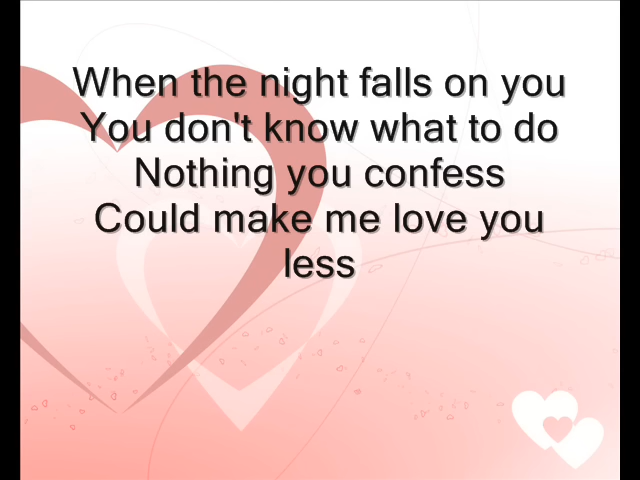 When the night falls on you
You don't know what to do
Nothing you confess
Could make me love you
less